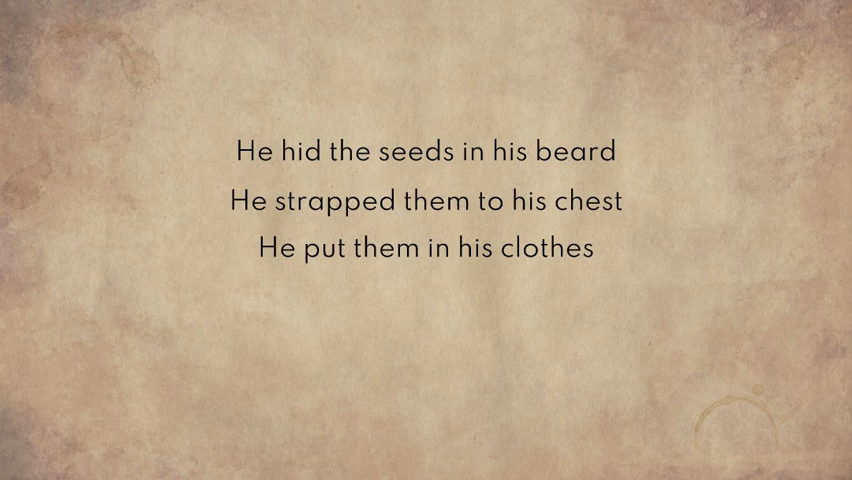 He hid the seeds in his beard
He strapped them to his chest
He put them in his clothes